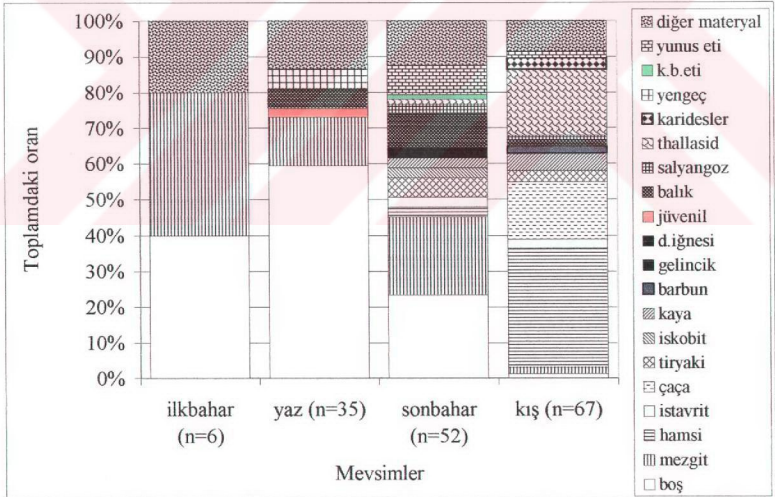 Toplamdaki oran
100%
90%
80%
70%
60%
50%
40%
30%
20%
10%
0%
ilkbahar
(n=6)
yaz (n=35)
sonbahar
(n=52)
kış (n=67)
Mevsimler
diğer materyal
yunus eti
k.b.eti
yengeç
karidesler
thallasid
salyangoz
balık
jüvenil
d.iğnesi
gelincik
barbun
kaya
iskobit
tiryaki
çaça
istavrit
hamsi
mezgit
boş